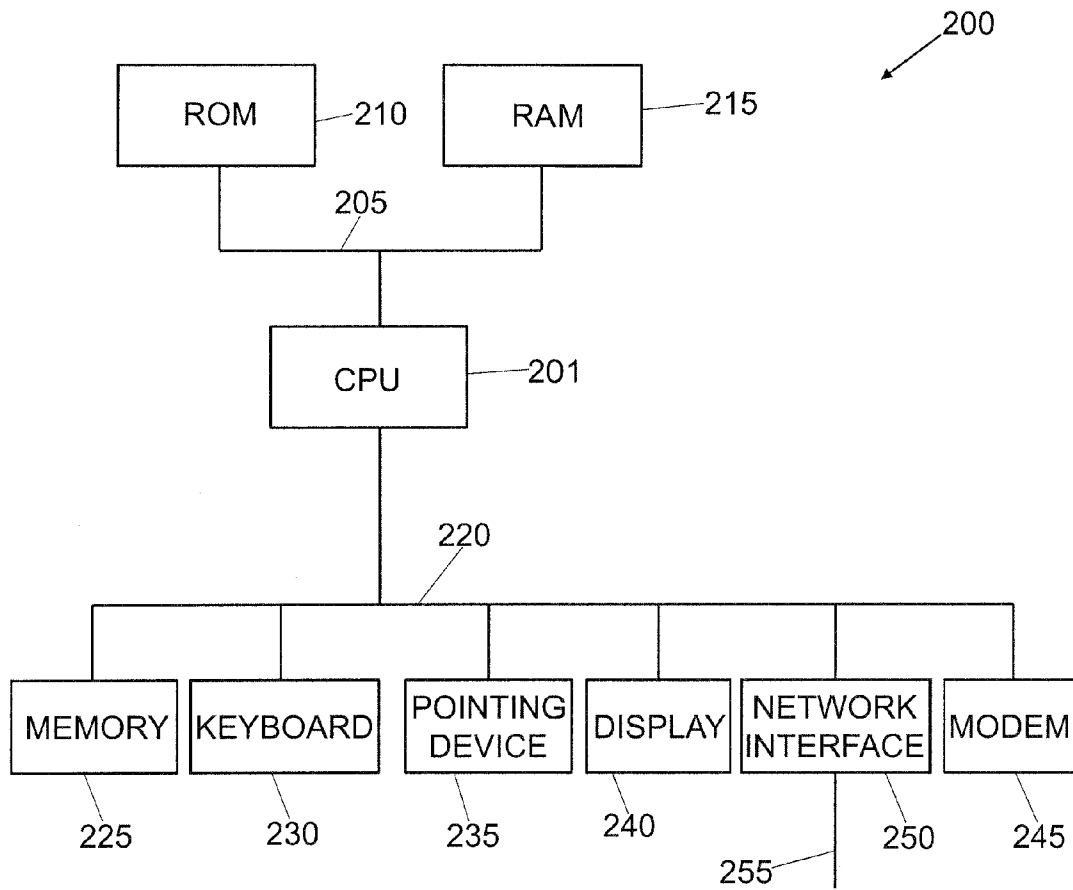 200
ROM
210
RAM
215
205
CPU
201
220
MEMORY
KEYBOARD
POINTING
DEVICE
DISPLAY
NETWORK
INTERFACE
MODEM
225
230
235
240
255
250
245